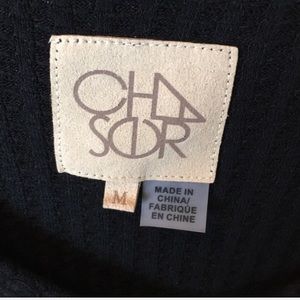 CHA
SER
M
MADE IN
CHINA/
FABRIQUÉ
EN CHINE